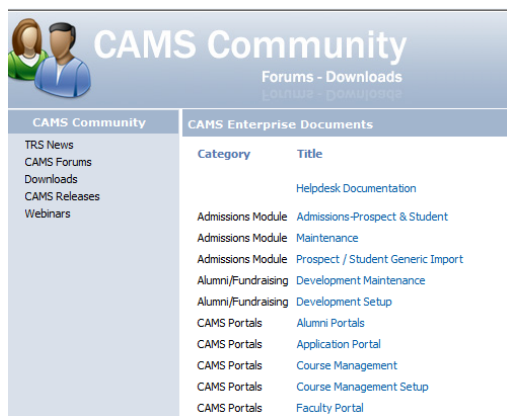 CAMS Community
Forums - Downloads
CAMS Community
TRS News
CAMS Forums
Downloads
CAMS Releases
Webinars
CAMS Enterprise Documents
Category Title
Helpdesk Documentation
Admissions Module Admissions-Prospect & Student
Admissions Module Maintenance
Admissions Module Prospect / Student Generic Import
Alumni/Fundraising Development Maintenance
Alumni/Fundraising Development Setup
CAMS Portals Alumni Portals
CAMS Portals Application Portal
CAMS Portals Course Management
CAMS Portals Course Management Setup
CAMS Portals Faculty Portal